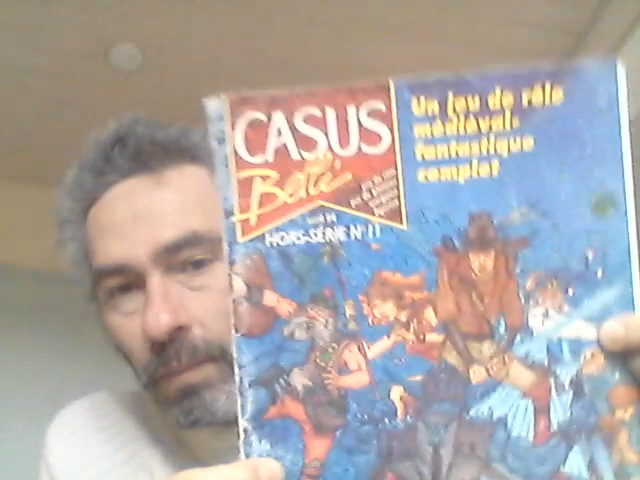 CASUS
Belli
HORS-SÉRIE N°11
Un jeu de rôle
médiéval-
fantastique
complet